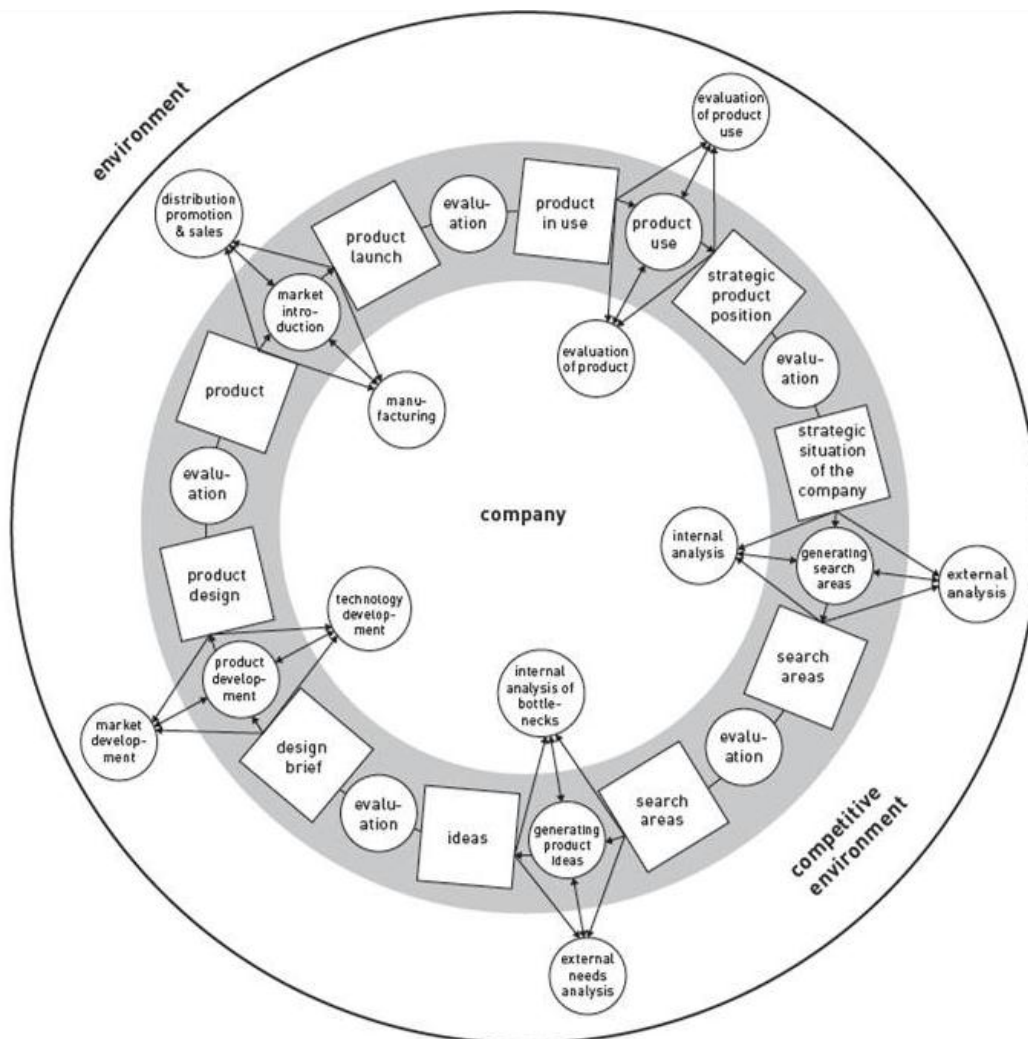 environment
evaluation
of product
use
distribution
promotion
& sales
product
launch
evalu-
ation
product
in use
product
use
strategic
product
position
market
intro-
duction
evaluation
of product
evalu-
ation
product
manu-
facturing
strategic
situation
of the
company
evalu-
ation
company
internal
analysis
generating
search
areas
external
analysis
product
design
technology
develop-
ment
search
areas
product
develop-
ment
internal
analysis of
bottle-
necks
market
develop-
ment
design
brief
evalu-
ation
search
areas
evalu-
ation
ideas
generating
product
ideas
competitive
environment
external
needs
analysis